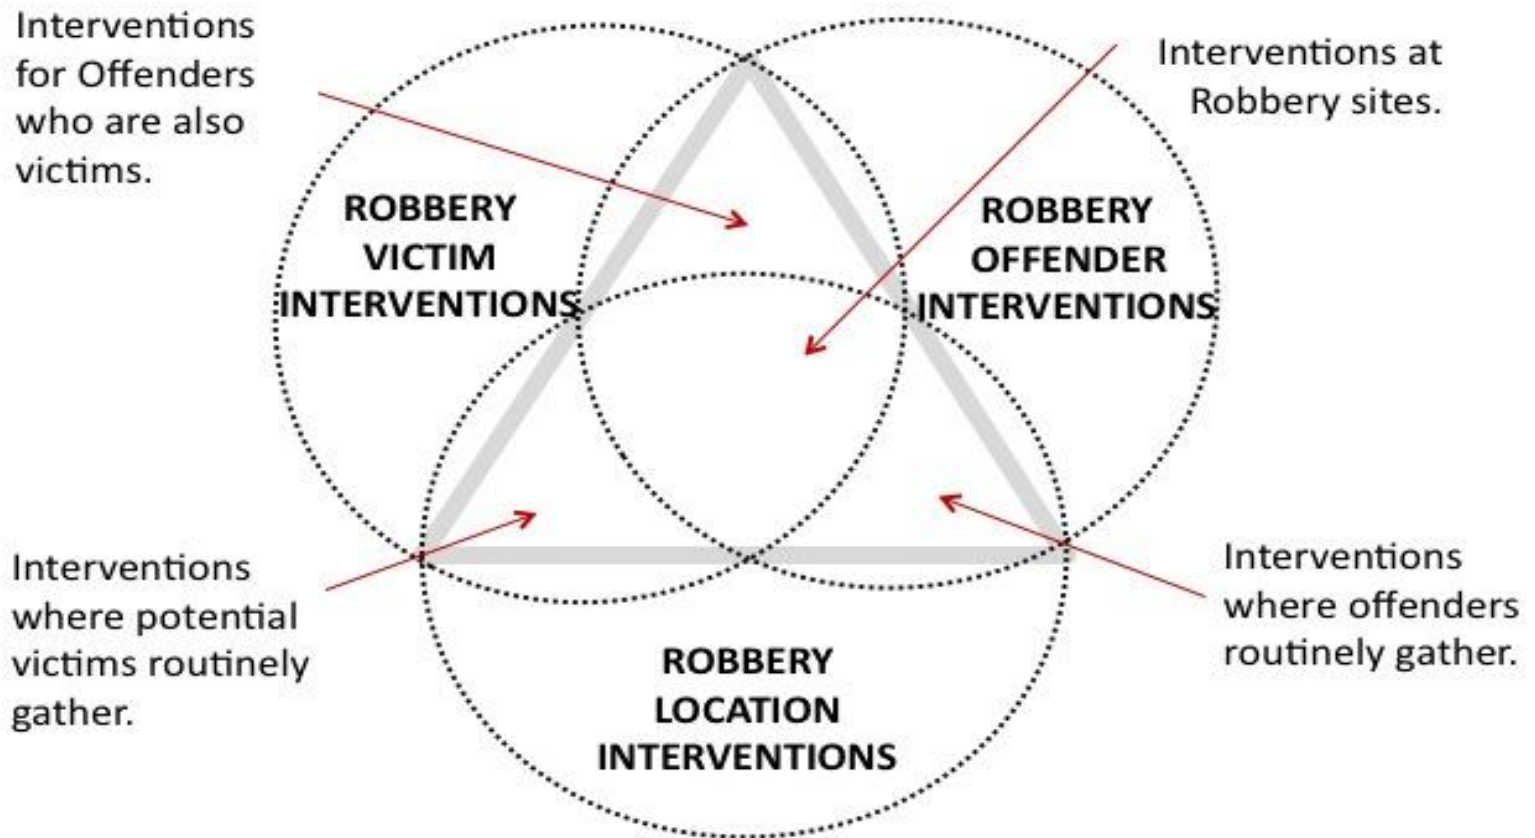 Interventions
for Offenders
who are also
victims.
Interventions at
Robbery sites.
ROBBERY
VICTIM
INTERVENTIONS
ROBBERY
OFFENDER
INTERVENTIONS
Interventions
where potential
victims routinely
gather.
ROBBERY
LOCATION
INTERVENTIONS
Interventions
where offenders
routinely gather.